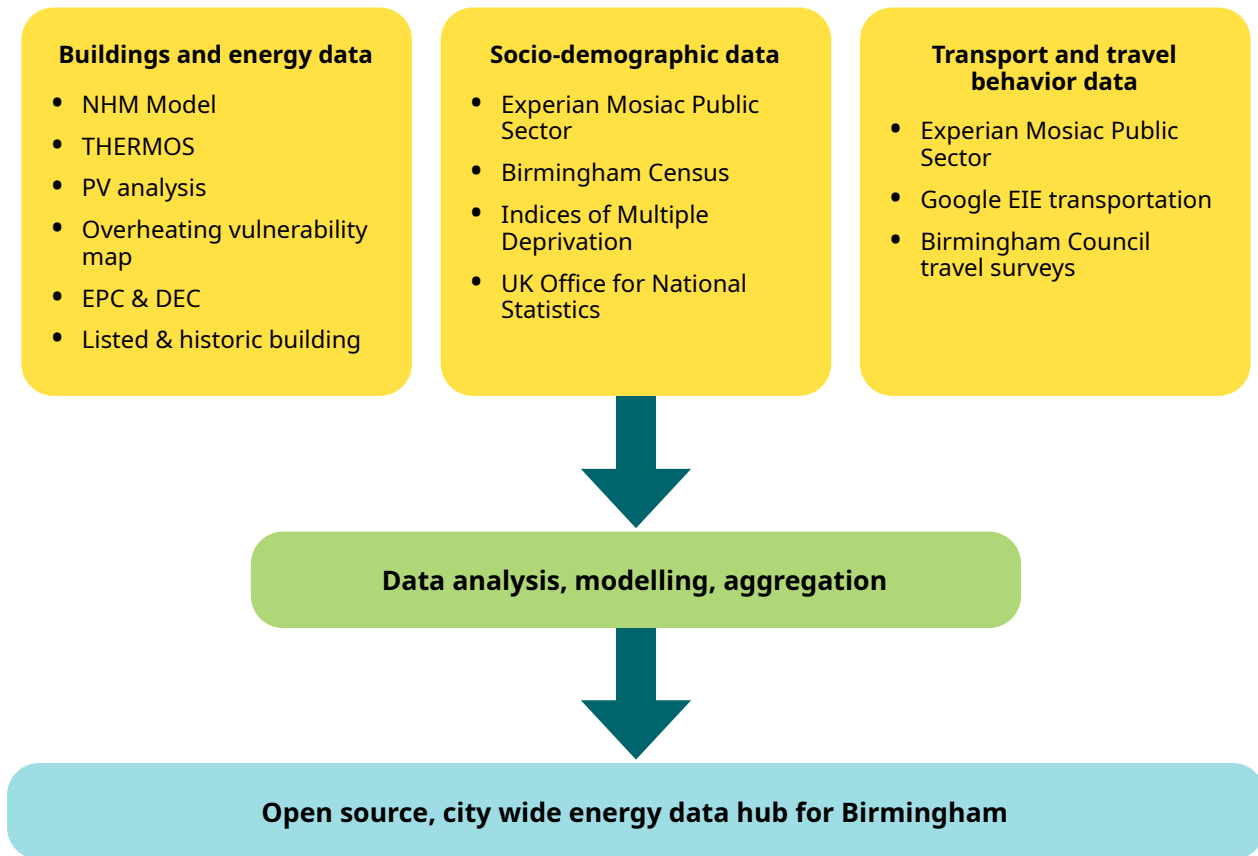 Buildings and energy data
• NHM Model
• THERMOS
• PV analysis
• Overheating vulnerability
map
• EPC & DEC
• Listed & historic building
Socio-demographic data
• Experian Mosiac Public
Sector
• Birmingham Census
• Indices of Multiple
Deprivation
• UK Office for National
Statistics
Transport and travel
behavior data
• Experian Mosiac Public
Sector
• Google EIE transportation
• Birmingham Council
travel surveys
Data analysis, modelling, aggregation
Open source, city wide energy data hub for Birmingham